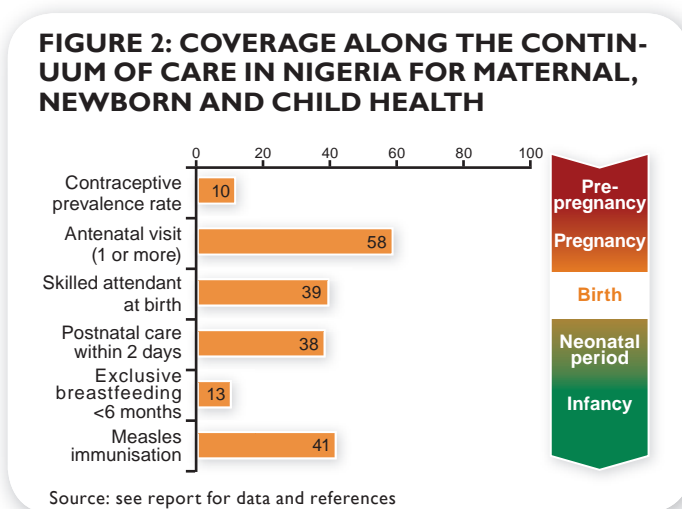 FIGURE 2: COVERAGE ALONG THE CONTIN-
UUM OF CARE IN NIGERIA FOR MATERNAL,
NEWBORN AND CHILD HEALTH
0 20 40 60 80 100
Contraceptive
prevalence rate
10
Antenatal visit
(1 or more)
58
Skilled attendant
at birth
39
Postnatal care
within 2 days
38
Exclusive
breastfeeding
<6 months
13
Measles
immunisation
41
Pre-
pregnancy
Pregnancy
Birth
Neonatal
period
Infancy
Source: see report for data and references